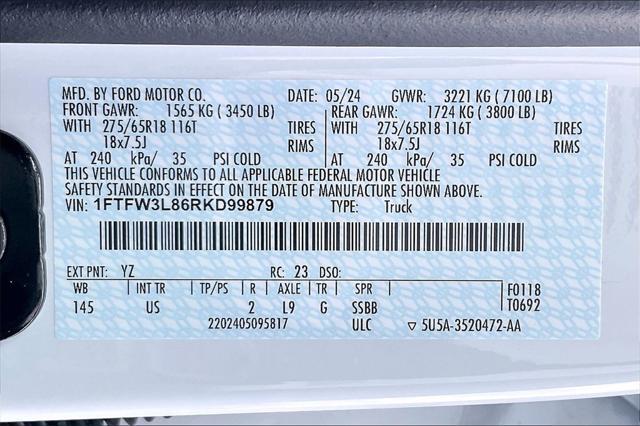 MFD. BY FORD MOTOR CO. DATE: 05/24 GVWR: 3221 KG ( 7100 LB)
FRONT GAWR: 1565 KG ( 3450 LB) REAR GAWR: 1724 KG ( 3800 LB)
WITH 275/65R18 116T TIRES WITH 275/65R18 116T TIRES
18x7.5J RIMS 18x7.5J RIMS
AT 240 kPa/ 35 PSI COLD AT 240 kPa/ 35 PSI COLD
THIS VEHICLE CONFORMS TO ALL APPLICABLE FEDERAL MOTOR VEHICLE
SAFETY STANDARDS IN EFFECT ON THE DATE OF MANUFACTURE SHOWN ABOVE.
VIN: 1FTFW3L86RKD99879 TYPE: Truck
EXT PNT: YZ RC: 23 DSO:
WB INT TR TP/PS R AXLE TR SPR F0118
145 US 2 L9 G SSBB T0692
2202405095817 ULC ▽ 5U5A-3520472-AA